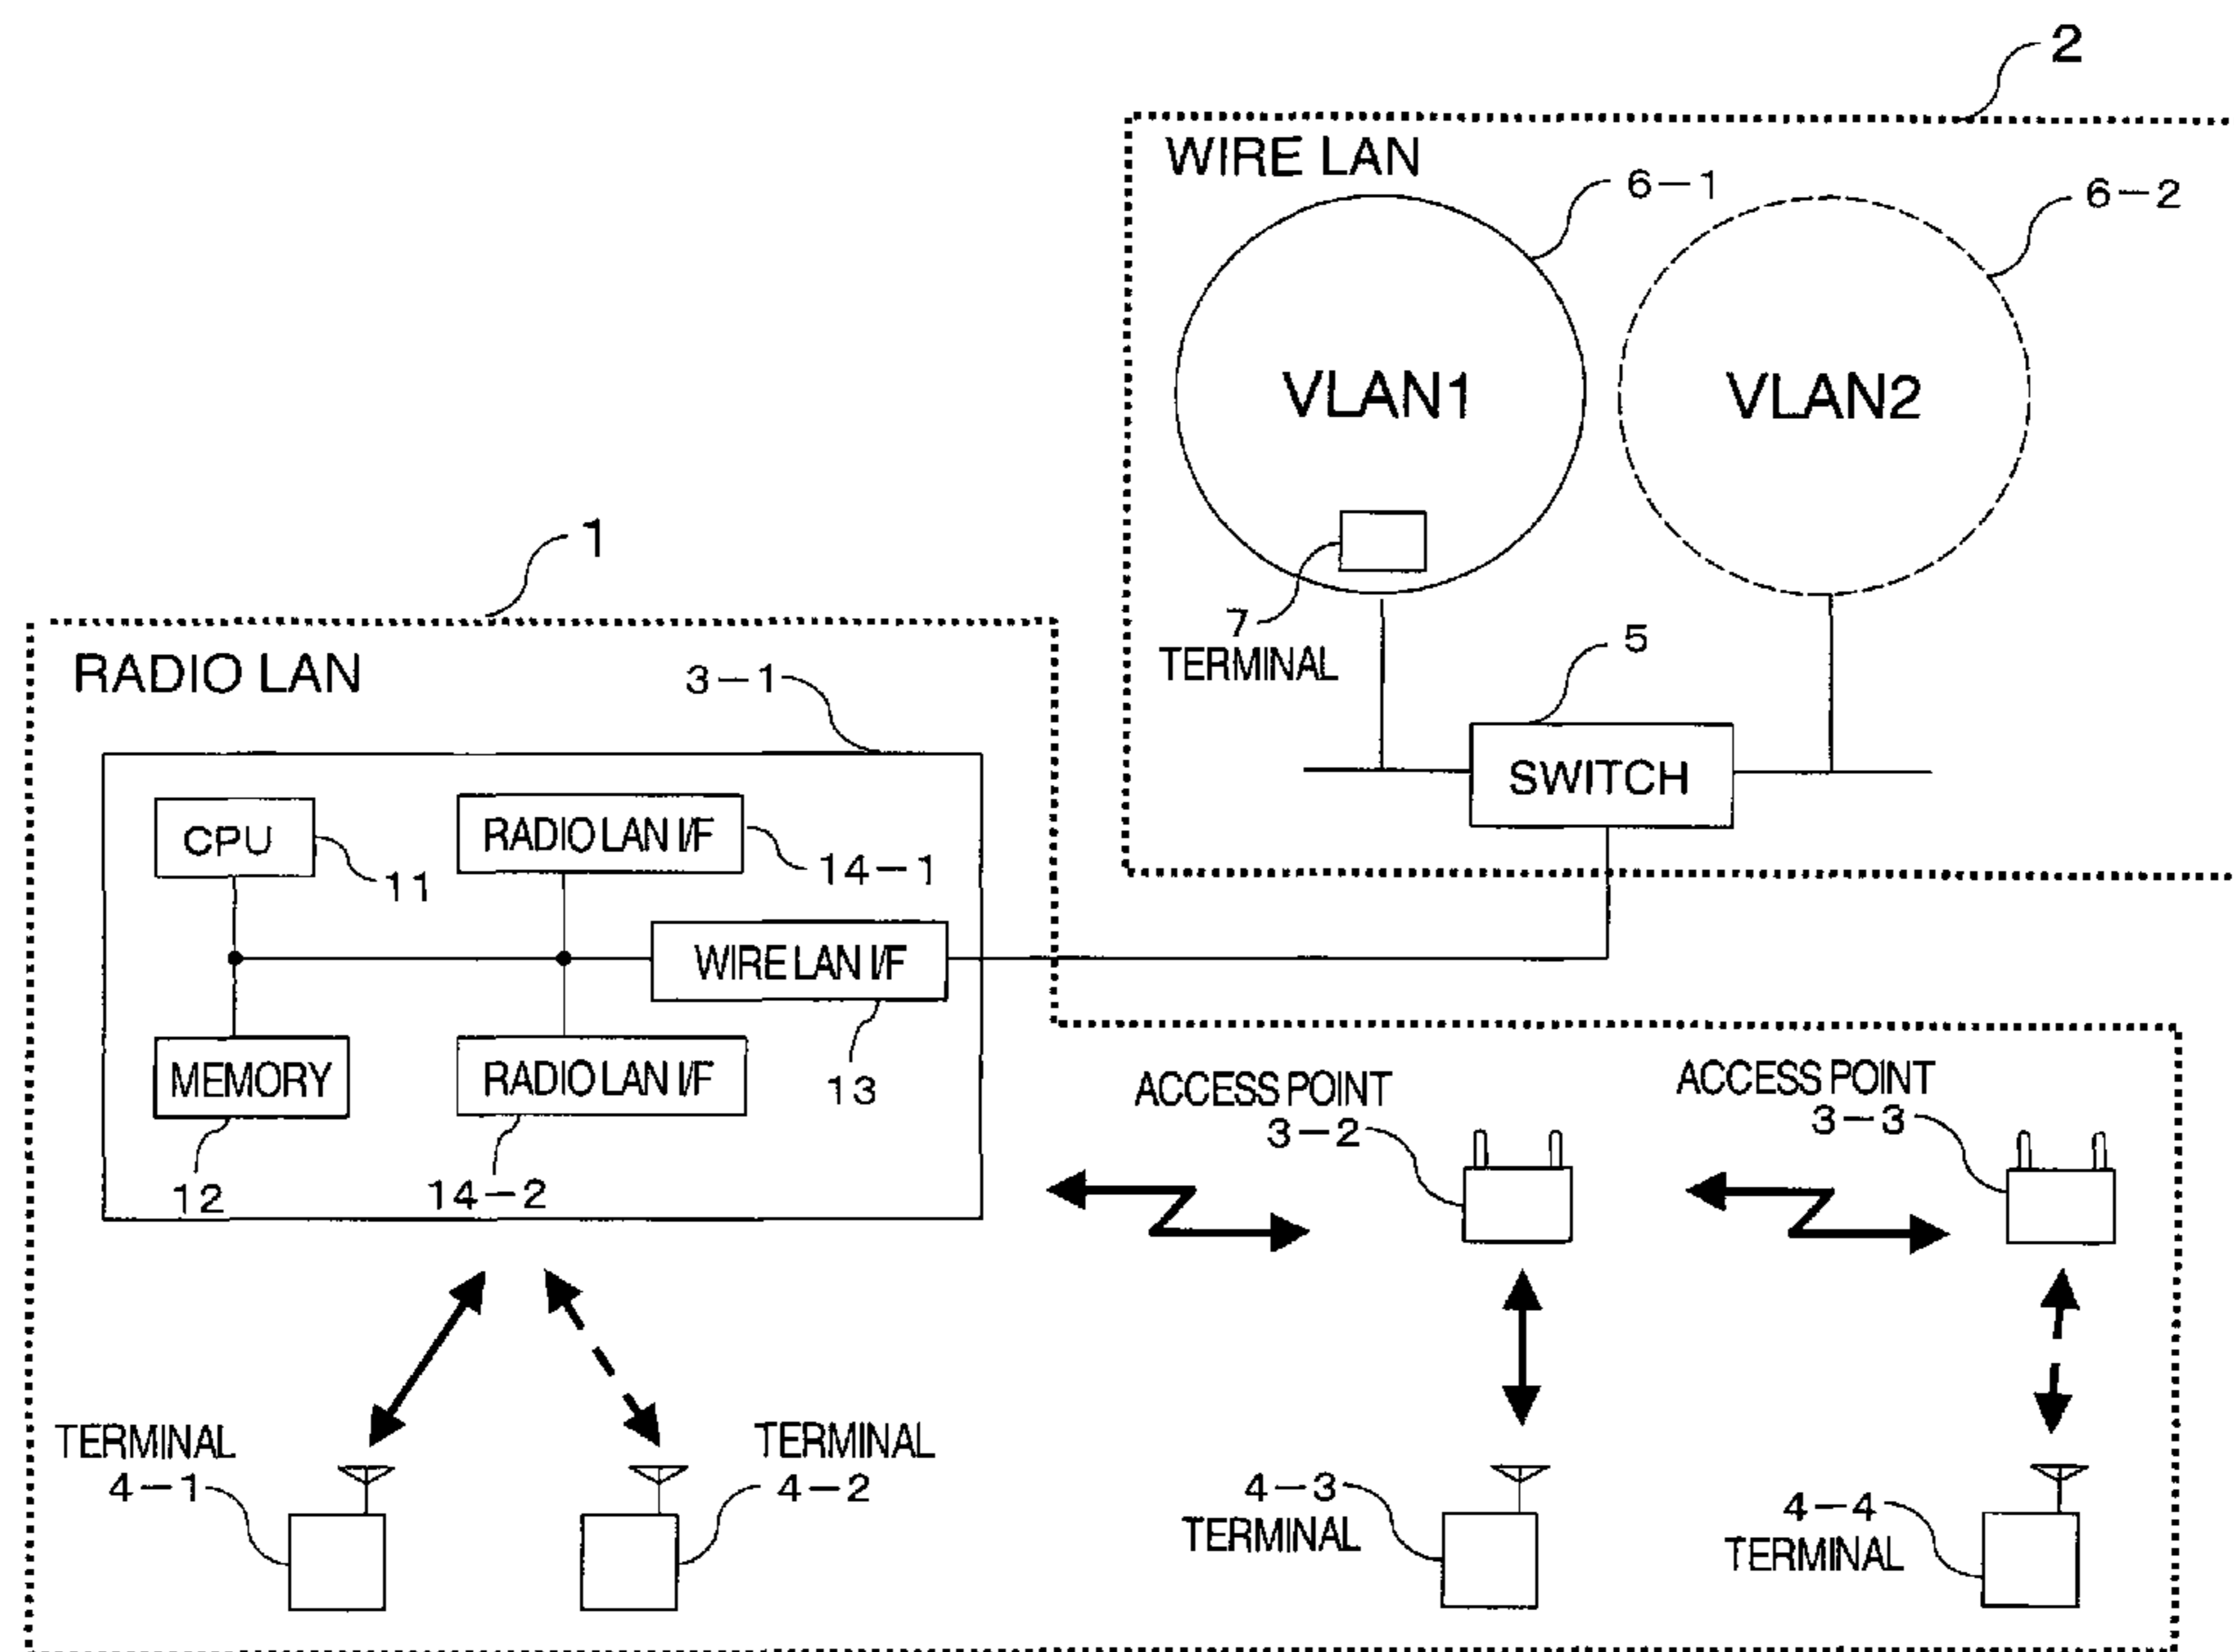 2
WIRE LAN
6-1
6-2
VLAN1
VLAN2
7
TERMINAL
5
SWITCH
1
RADIO LAN
3-1
CPU
11
RADIO LAN I/F
14-1
WIRE LAN I/F
13
MEMORY
12
RADIO LAN I/F
14-2
ACCESS POINT
3-2
ACCESS POINT
3-3
TERMINAL
4-1
TERMINAL
4-2
4-3
TERMINAL
4-4
TERMINAL